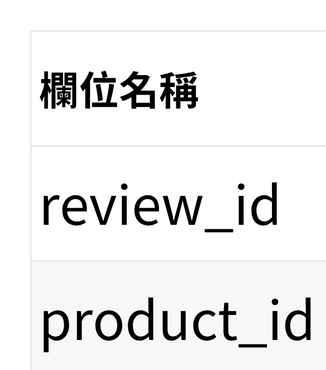 欄位名稱
review_id
product_id